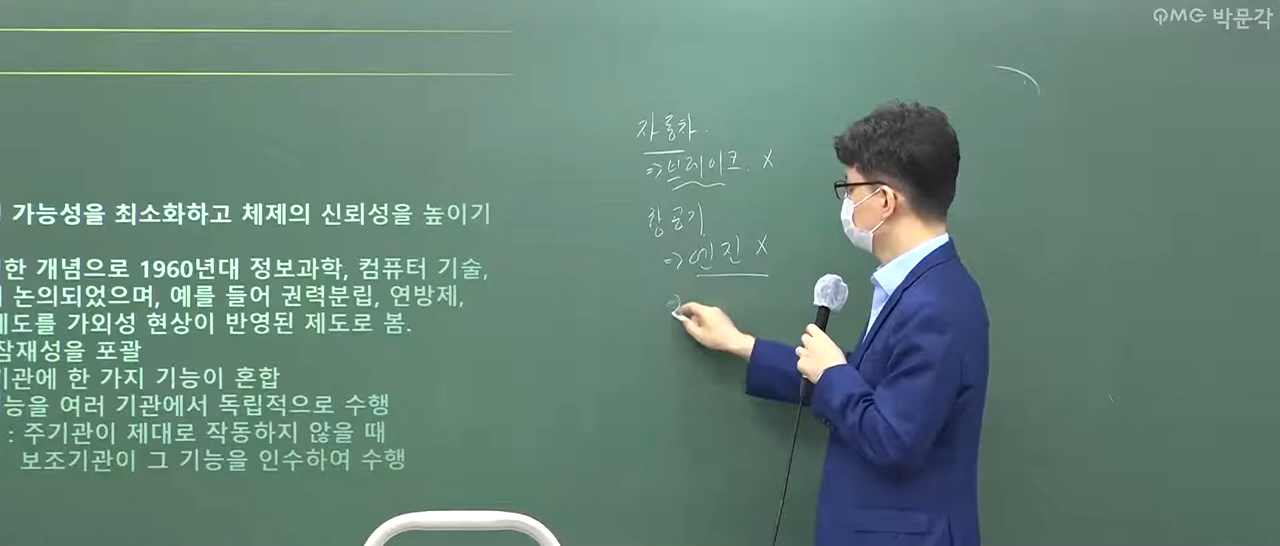 PMG 박문각
가능성을 최소화하고 체제의 신뢰성을 높이기
한 개념으로 1960년대 정보과학, 컴퓨터 기술,
논의되었으며, 예를 들어 권력분립, 연방제,
제도를 가외성 현상이 반영된 제도로 봄.
잠재성을 포괄
기관에 한 가지 기능이 혼합
능을 여러 기관에서 독립적으로 수행
: 주기관이 제대로 작동하지 않을 때
보조기관이 그 기능을 인수하여 수행
자동차.
⇒ 브레이크. X
항공기
⇒ 엔진 X
⇒